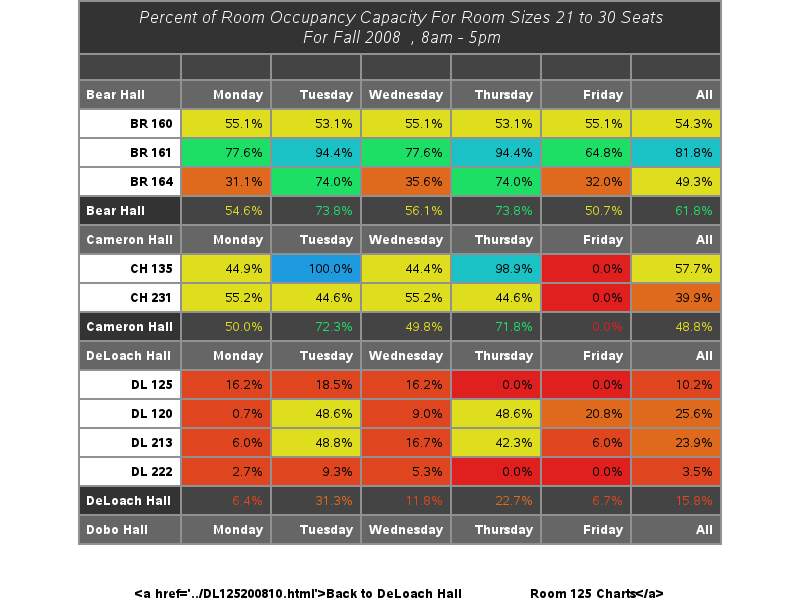 Percent of Room Occupancy Capacity For Room Sizes 21 to 30 Seats
For Fall 2008 , 8am - 5pm
Bear Hall Monday Tuesday Wednesday Thursday Friday All
BR 160 55.1% 53.1% 55.1% 53.1% 55.1% 54.3%
BR 161 77.6% 94.4% 77.6% 94.4% 64.8% 81.8%
BR 164 31.1% 74.0% 35.6% 74.0% 32.0% 49.3%
Bear Hall 54.6% 73.8% 56.1% 73.8% 50.7% 61.8%
Cameron Hall Monday Tuesday Wednesday Thursday Friday All
CH 135 44.9% 100.0% 44.4% 98.9% 0.0% 57.7%
CH 231 55.2% 44.6% 55.2% 44.6% 0.0% 39.9%
Cameron Hall 50.0% 72.3% 49.8% 71.8% 0.0% 48.8%
DeLoach Hall Monday Tuesday Wednesday Thursday Friday All
DL 125 16.2% 18.5% 16.2% 0.0% 0.0% 10.2%
DL 120 0.7% 48.6% 9.0% 48.6% 20.8% 25.6%
DL 213 6.0% 48.8% 16.7% 42.3% 6.0% 23.9%
DL 222 2.7% 9.3% 5.3% 0.0% 0.0% 3.5%
DeLoach Hall 6.4% 31.3% 11.8% 22.7% 6.7% 15.8%
Dobo Hall Monday Tuesday Wednesday Thursday Friday All
<a href='../DL125200810.html'>Back to DeLoach Hall Room 125 Charts</a>